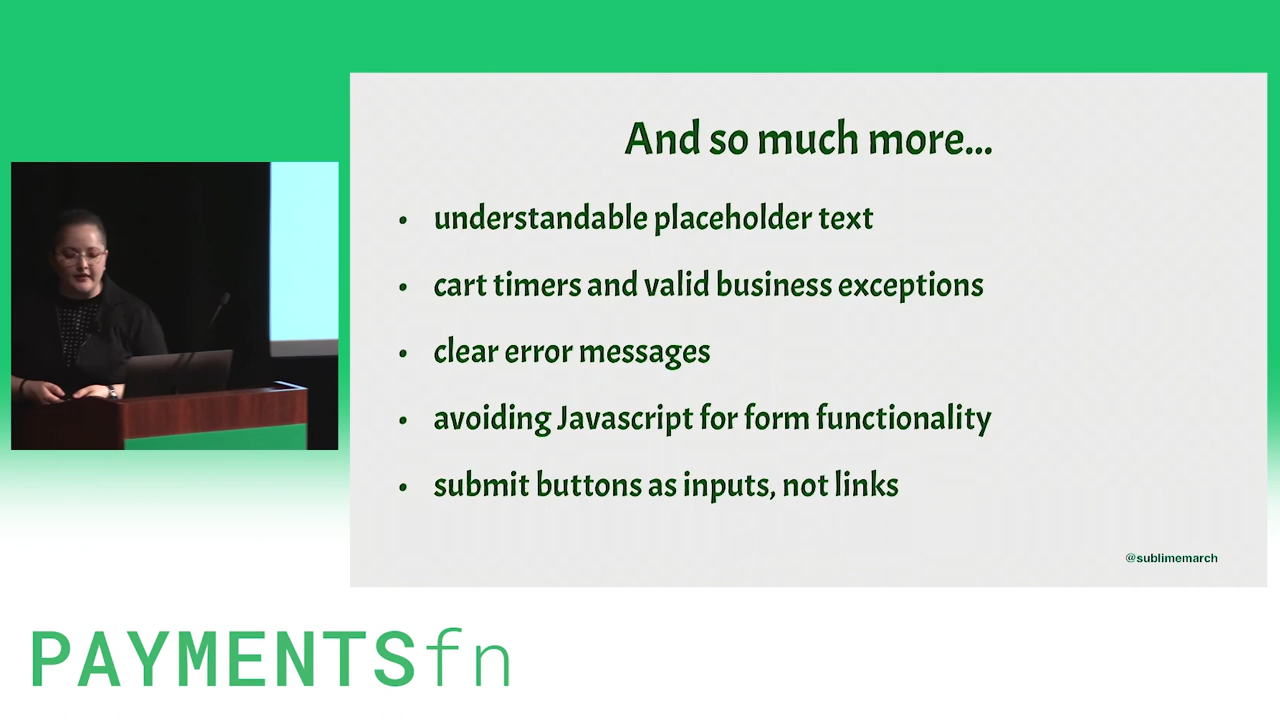 And so much more...
• understandable placeholder text
• cart timers and valid business exceptions
• clear error messages
• avoiding Javascript for form functionality
• submit buttons as inputs, not links
@sublimemarch
PAYMENTSfn